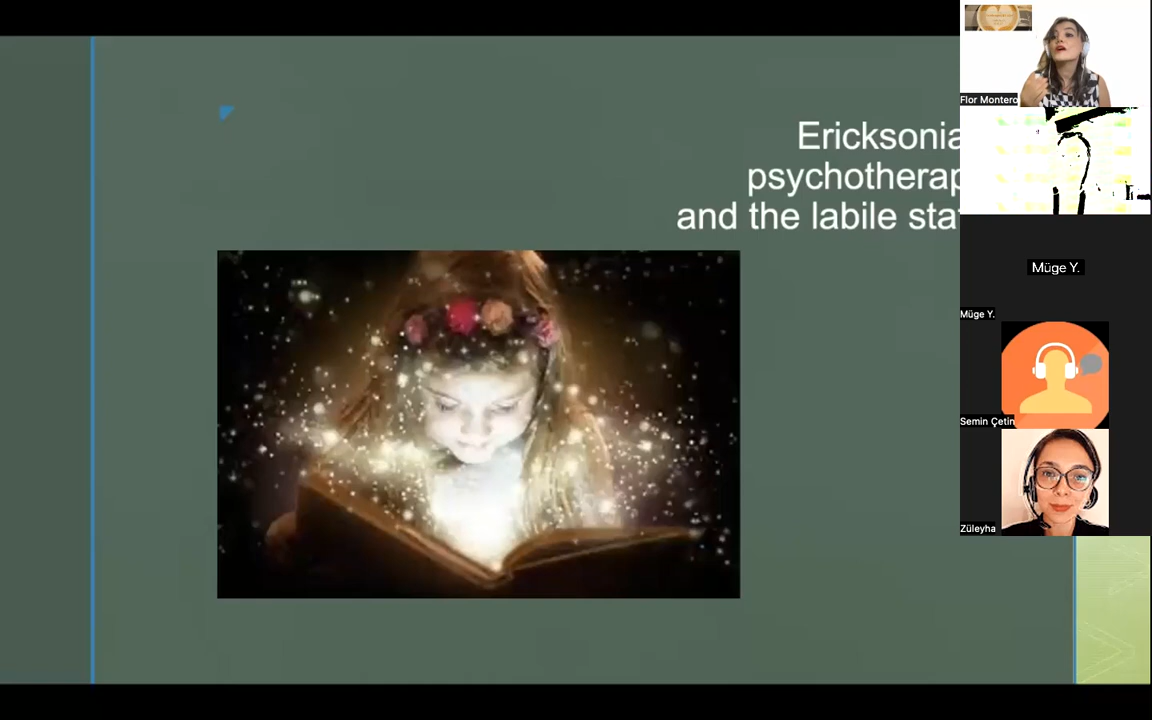 Ericksonia
psychotherap
and the labile sta
Flor Montero
Müge Y.
Müge Y.
Semin Çetin
Züleyha